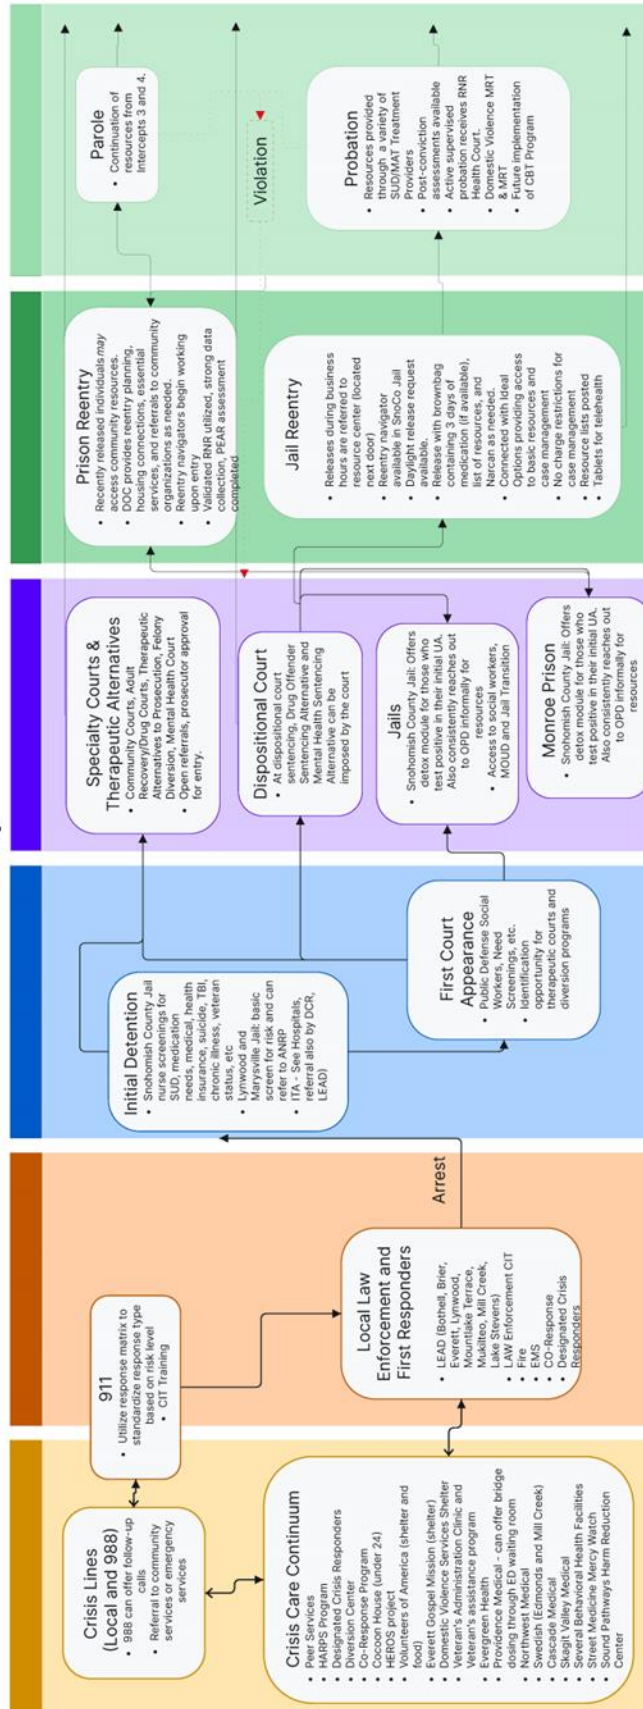 Crisis Lines
(Local and 988)
• 988 can offer follow-up
calls
• Referral to community
services or emergency
services
Crisis Care Continuum
• Peer Services
• HARPS Program
• Designated Crisis Responders
• Diversion Center
• Co-Response Program
• Cocoon House (under 24)
• HEROS project
• Volunteers of America (shelter and
food)
• Everett Gospel Mission (shelter)
• Domestic Violence Services Shelter
• Veteran's Administration Clinic and
Veteran's assistance program
• Evergreen Health
• Providence Medical - can offer bridge
dosing through ED waiting room
• Northwest Medical
• Swedish (Edmonds and Mill Creek)
• Cascade Medical
• Skagit Valley Medical
• Several Behavioral Health Facilities
• Street Medicine Mercy Watch
• Sound Pathways Harm Reduction
Center
911
• Utilize response matrix to
standardize response type
based on risk level
• CIT Training
Local Law
Enforcement and
First Responders
• LEAD (Bothell, Brier,
Everett, Lynwood,
Mountlake Terrace,
Mukilteo, Mill Creek,
Lake Stevens)
• LAW Enforcement CIT
• Fire
• EMS
• CO-Response
• Designated Crisis
Responders
Arrest
Initial Detention
• Snohomish County Jail
nurse screenings for
SUD, medication
needs, medical, health
insurance, suicide, TBI,
chronic illness, veteran
status, etc
• Lynwood and
Marysville Jail: basic
screen for risk and can
refer to ANRP
• ITA - See Hospitals,
referral also by DCR,
LEAD)
First Court
Appearance
• Public Defense Social
Workers, Need
Screenings, etc.
• Identification
opportunity for
therapeutic courts and
diversion programs
Specialty Courts &
Therapeutic Alternatives
• Community Courts, Adult
Recovery/Drug Courts, Therapeutic
Alternatives to Prosecution, Felony
Diversion, Mental Health Court
• Open referrals, prosecutor approval
for entry.
Dispositional Court
• At dispositional court
sentencing, Drug Offender
Sentencing Alternative and
Mental Health Sentencing
Alternative can be
imposed by the court
Jails
• Snohomish County Jail: Offers
detox module for those who
test positive in their initial UA.
Also consistently reaches out
to OPD informally for
resources
• Access to social workers,
MOUD and Jail Transition
Monroe Prison
• Snohomish County Jail: Offers
detox module for those who
test positive in their initial UA.
Also consistently reaches out
to OPD informally for
resources
Prison Reentry
• Recently released individuals may
access community resources.
• DOC provides reentry planning,
housing connections, essential
services, and referrals to community
organizations as needed.
• Reentry navigators begin working
upon entry
• Validated RNR utilized, strong data
collection, PEAR assessment
completed
Jail Reentry
• Releases during business
hours are referred to
resource center (located
next door)
• Reentry navigator
available in SnoCo Jail
• Daylight release request
available.
• Release with brownbag
containing 3 days of
medication (if available),
list of resources, and
Narcan as needed.
• Connected with Ideal
Options providing access
to basic resources and
case management
• No charge restrictions for
case management
• Resource lists posted
• Tablets for telehealth
Parole
• Continuation of
resources from
Intercepts 3 and 4.
Violation
Probation
• Resources provided
through a variety of
SUD/MAT Treatment
Providers
• Post-conviction
assessments available
• Active supervised
probation receives RNR
• Health Court.
• Domestic Violence MRT
& MRT
• Future implementation
of CBT Program